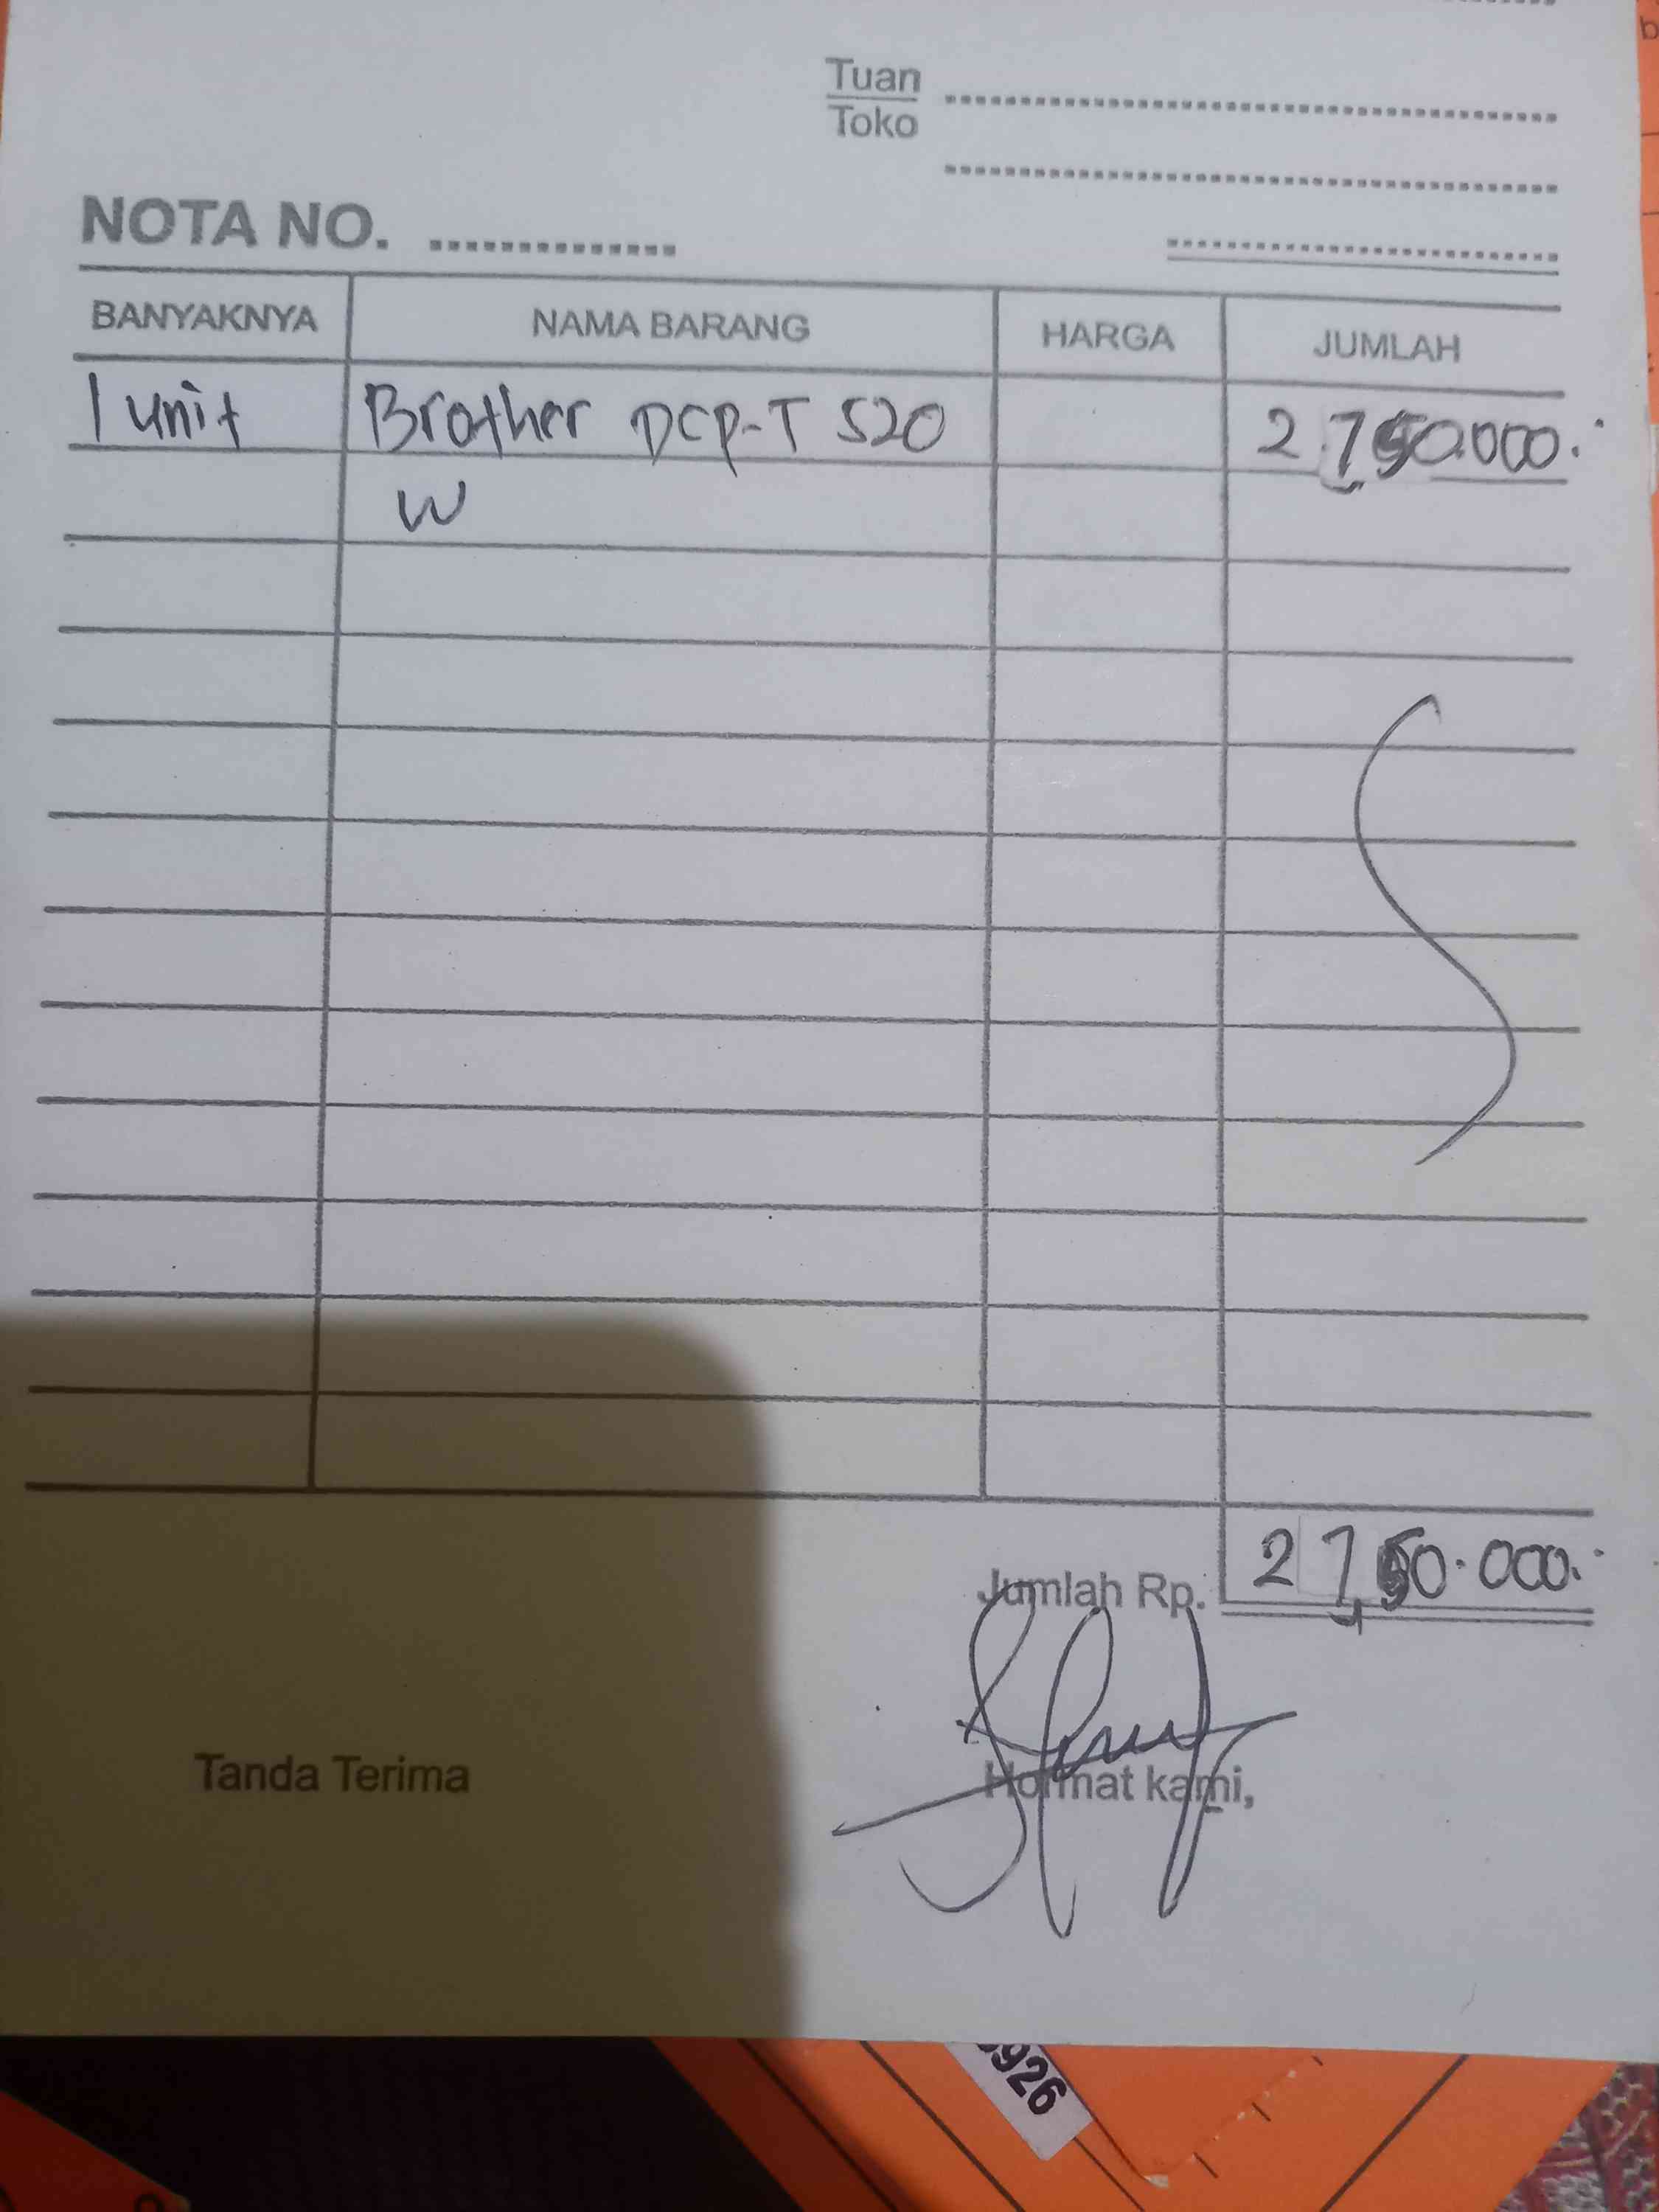 Tuan
Toko
NOTA NO.
BANYAKNYA NAMA BARANG HARGA JUMLAH
1 unit Brother DCP-T 520 2.750.000.-
W
Jumlah Rp. 2 750.000.-
Tanda Terima Hormat kami,
926